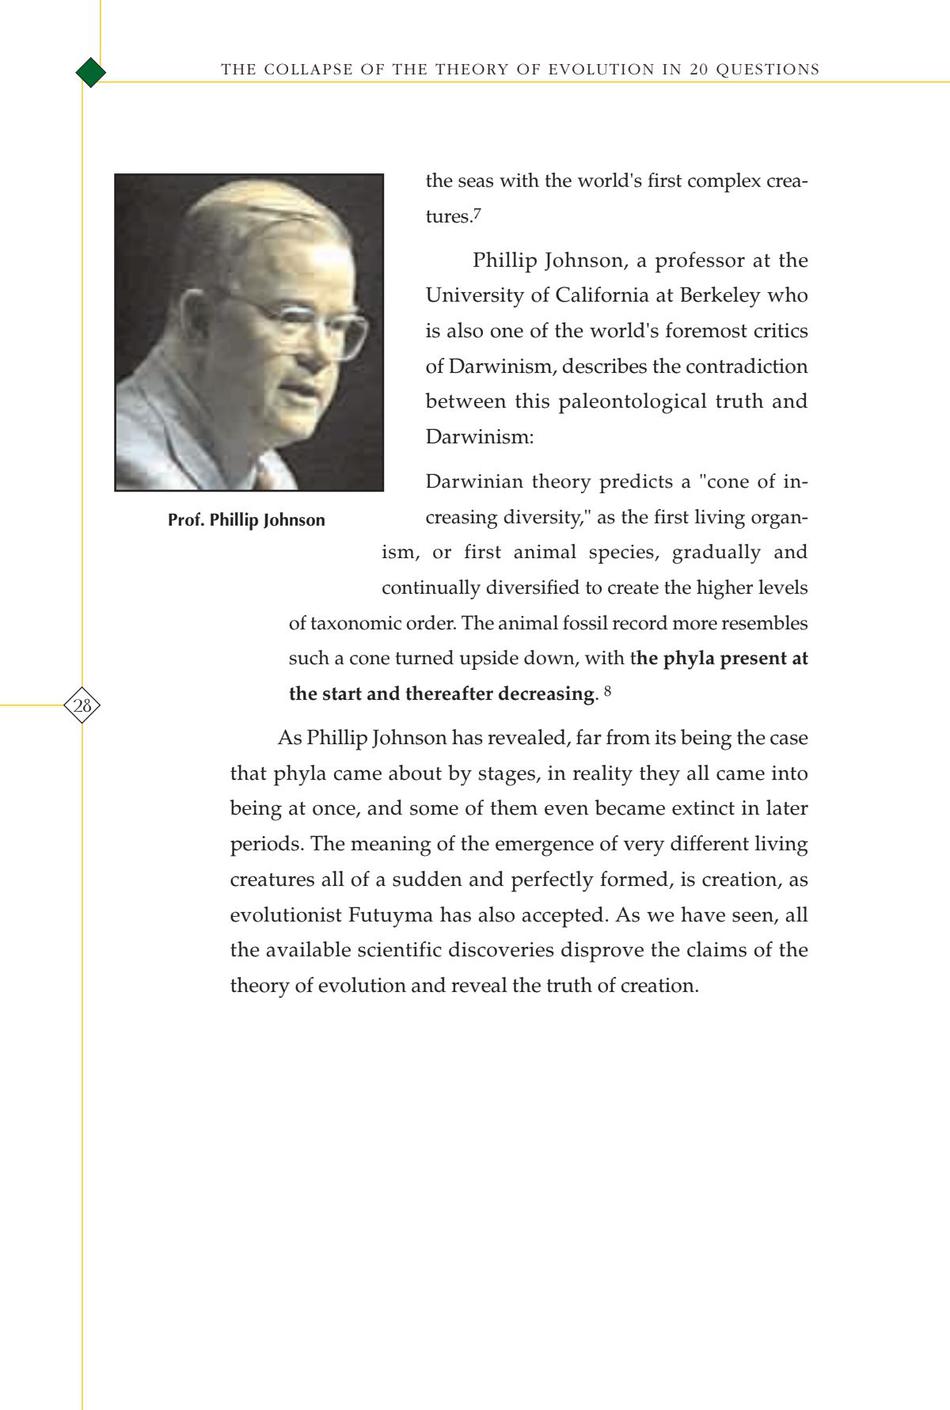 THE COLLAPSE OF THE THEORY OF EVOLUTION IN 20 QUESTIONS
the seas with the world's first complex crea-
tures.7
Phillip Johnson, a professor at the
University of California at Berkeley who
is also one of the world's foremost critics
of Darwinism, describes the contradiction
between this paleontological truth and
Darwinism:
Darwinian theory predicts a "cone of in-
creasing diversity," as the first living organ-
ism, or first animal species, gradually and
continually diversified to create the higher levels
of taxonomic order. The animal fossil record more resembles
such a cone turned upside down, with the phyla present at
the start and thereafter decreasing. 8
Prof. Phillip Johnson
As Phillip Johnson has revealed, far from its being the case
that phyla came about by stages, in reality they all came into
being at once, and some of them even became extinct in later
periods. The meaning of the emergence of very different living
creatures all of a sudden and perfectly formed, is creation, as
evolutionist Futuyma has also accepted. As we have seen, all
the available scientific discoveries disprove the claims of the
theory of evolution and reveal the truth of creation.
28